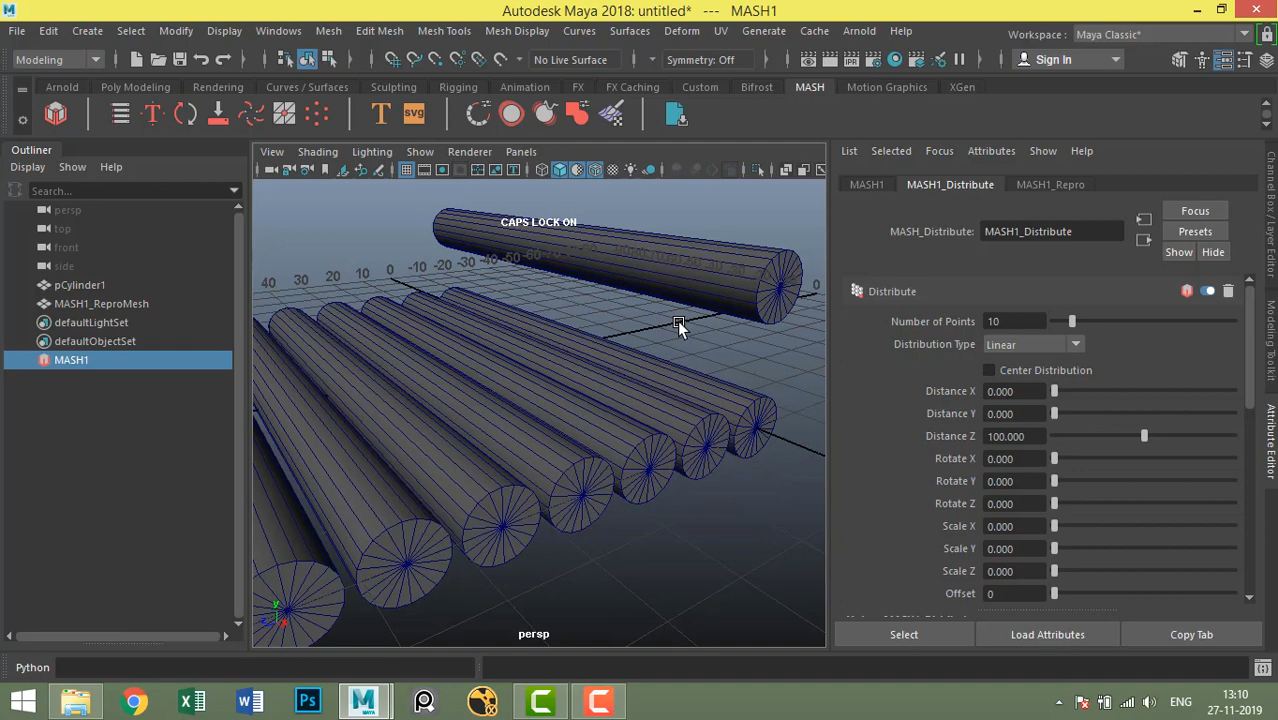 Autodesk Maya 2018: untitled* --- MASH1
File Edit Create Select Modify Display Windows Mesh Edit Mesh Mesh Tools Mesh Display Curves Surfaces Deform UV Generate Cache Arnold Help
Workspace : Maya Classic*
Modeling No Live Surface Symmetry: Off Sign In
Arnold Poly Modeling Rendering Curves / Surfaces Sculpting Rigging Animation FX FX Caching Custom Bifrost MASH Motion Graphics XGen
Outliner
Display Show Help
Search...
persp
top
front
side
pCylinder1
MASH1_ReproMesh
defaultLightSet
defaultObjectSet
MASH1
View Shading Lighting Show Renderer Panels
CAPS LOCK ON
40 30 20 10 0 -10 -20 -30 -40 0
persp
List Selected Focus Attributes Show Help
MASH1 MASH1_Distribute MASH1_Repro
MASH_Distribute: MASH1_Distribute
Focus
Presets
Show Hide
Distribute
Number of Points 10
Distribution Type Linear
Center Distribution
Distance X 0.000
Distance Y 0.000
Distance Z 100.000
Rotate X 0.000
Rotate Y 0.000
Rotate Z 0.000
Scale X 0.000
Scale Y 0.000
Scale Z 0.000
Offset 0
Select Load Attributes Copy Tab
Channel Box / Layer Editor
Modeling Toolkit
Attribute Editor
Python
ENG
13:10
27-11-2019